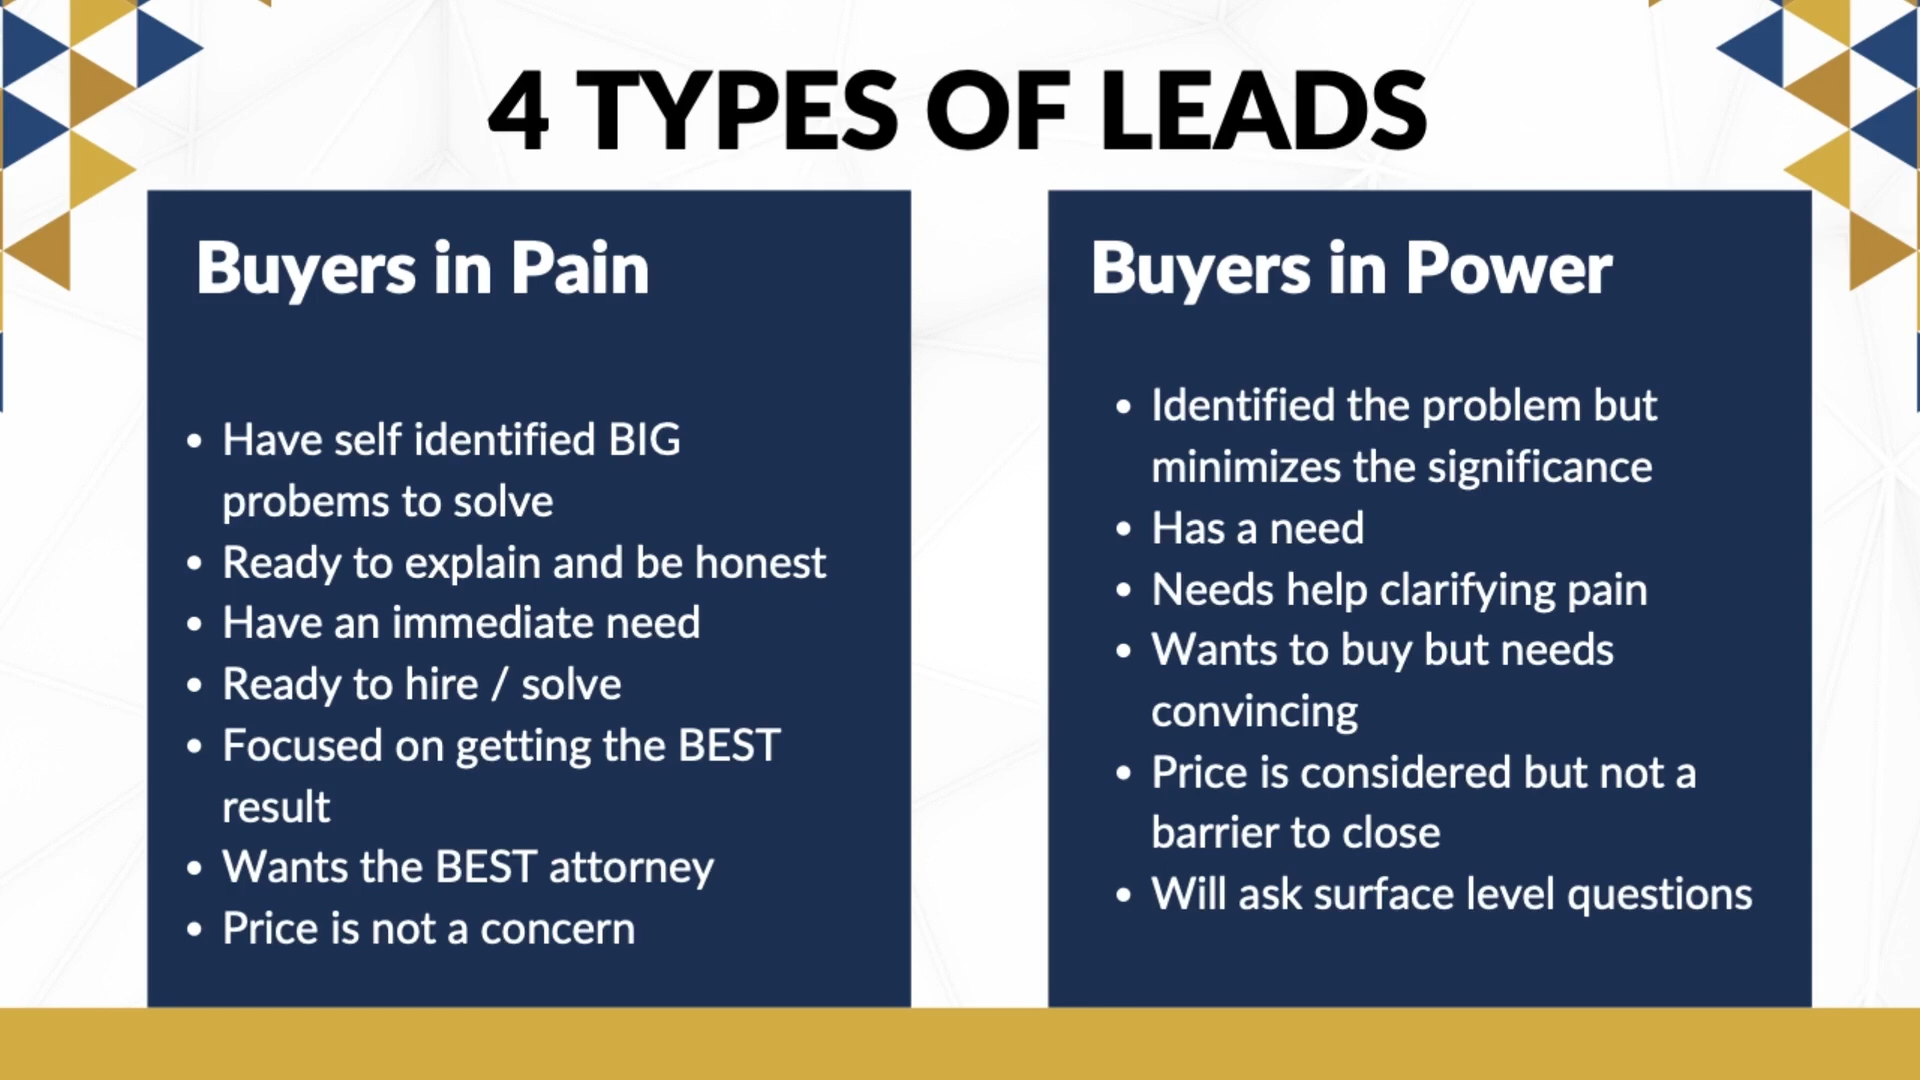 4 TYPES OF LEADS
Buyers in Pain
• Have self identified BIG
probems to solve
• Ready to explain and be honest
• Have an immediate need
• Ready to hire / solve
• Focused on getting the BEST
result
• Wants the BEST attorney
• Price is not a concern
Buyers in Power
• Identified the problem but
minimizes the significance
• Has a need
• Needs help clarifying pain
• Wants to buy but needs
convincing
• Price is considered but not a
barrier to close
• Will ask surface level questions